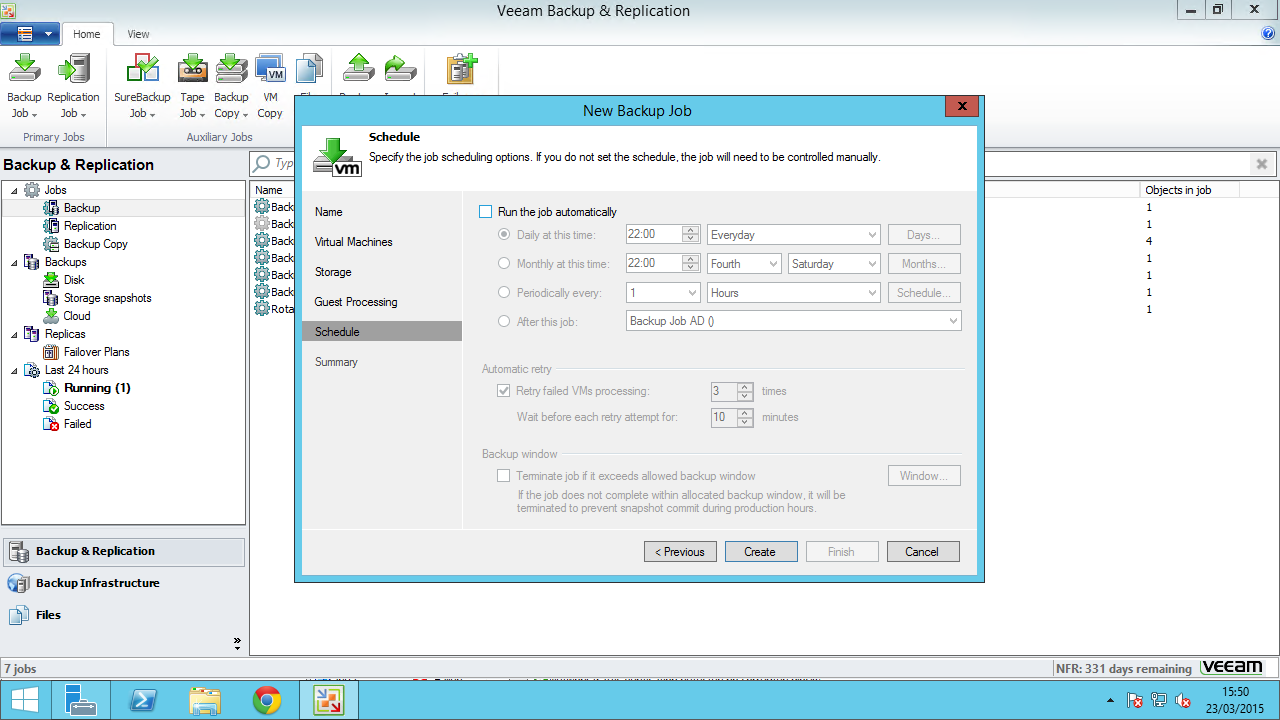 Veeam Backup & Replication
Home
View
Backup Job
Replication Job
SureBackup Job
Tape Job
Backup Copy
VM Copy
Primary Jobs
Auxiliary Jobs
Backup & Replication
Jobs
Backup
Replication
Backup Copy
Backups
Disk
Storage snapshots
Cloud
Replicas
Failover Plans
Last 24 hours
Running (1)
Success
Failed
Backup & Replication
Backup Infrastructure
Files
Typ
Name
Objects in job
Back
1
Back
1
Back
4
Back
1
Back
1
Back
1
Rota
1
New Backup Job
Schedule
Specify the job scheduling options. If you do not set the schedule, the job will need to be controlled manually.
vm
Name
Virtual Machines
Storage
Guest Processing
Schedule
Summary
Run the job automatically
Daily at this time: 22:00 Everyday Days...
Monthly at this time: 22:00 Fourth Saturday Months...
Periodically every: 1 Hours Schedule...
After this job: Backup Job AD ()
Automatic retry
Retry failed VMs processing: 3 times
Wait before each retry attempt for: 10 minutes
Backup window
Terminate job if it exceeds allowed backup window Window...
If the job does not complete within allocated backup window, it will be
terminated to prevent snapshot commit during production hours.
< Previous Create Finish Cancel
7 jobs
NFR: 331 days remaining
veeam
15:50
23/03/2015